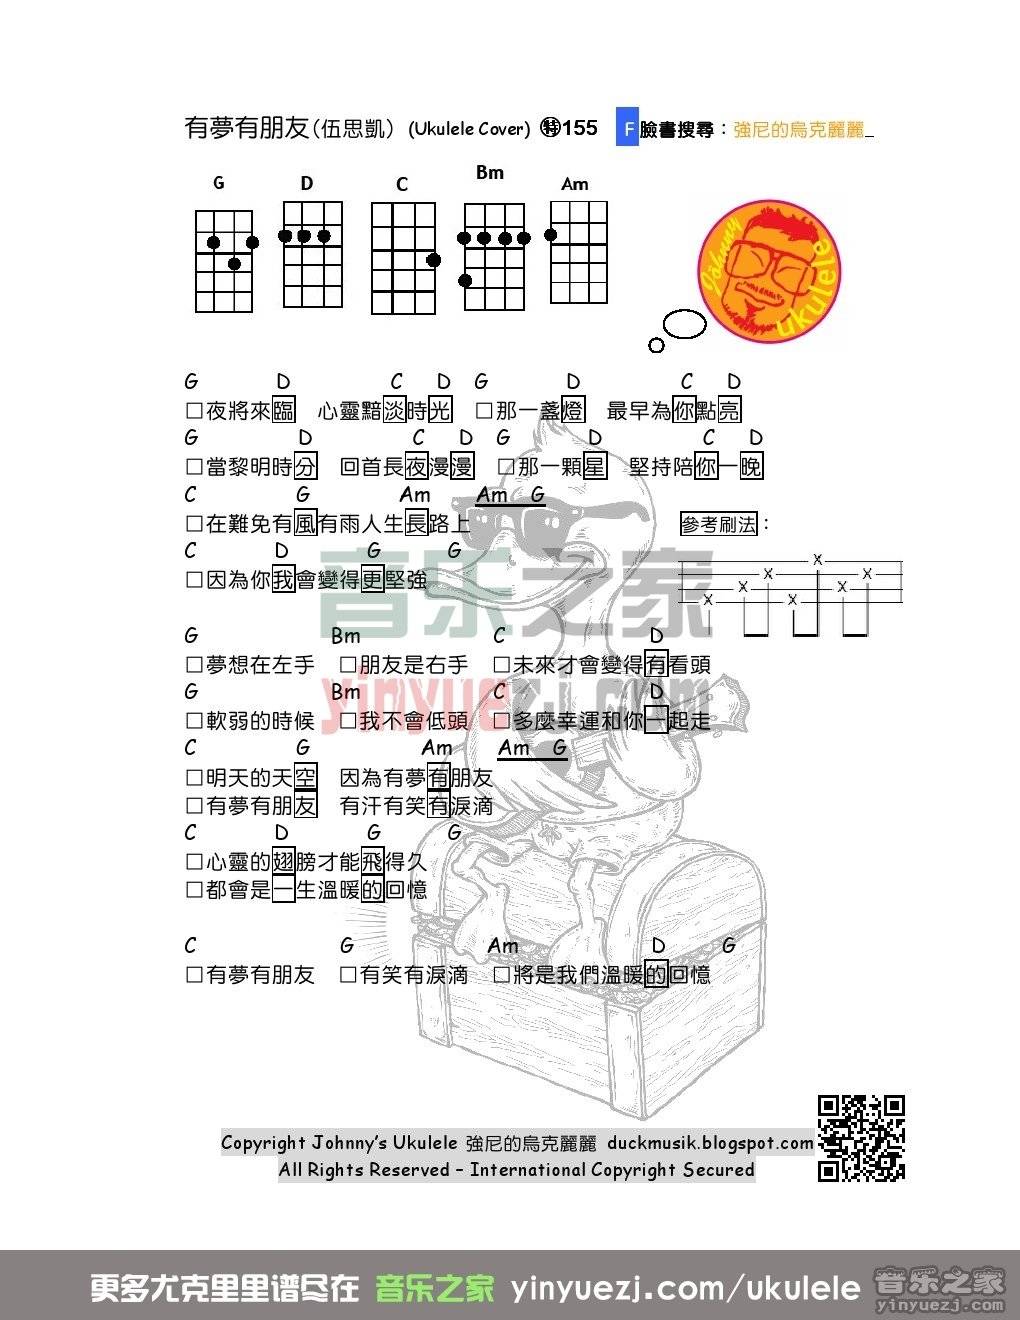 有夢有朋友(伍思凱) (Ukulele Cover) ㊕155 F 臉書搜尋：強尼的烏克麗麗_
G D C Bm Am
Johnny ukulele
G D C D G D C D
□夜將來臨 心靈黯淡時光 □那一盞燈 最早為你點亮
G D C D G D C D
□當黎明時分 回首長夜漫漫 □那一顆星 堅持陪你一晚
C G Am Am G
□在難免有風有雨人生長路上
參考刷法：
C D G G
□因為你我會變得更堅強
音乐之家
G Bm C D
□夢想在左手 □朋友是右手 □未來才會變得有看頭
yinyuezj.com
G Bm C D
□軟弱的時候 □我不會低頭 □多麼幸運和你一起走
C G Am Am G
□明天的天空 因為有夢有朋友
□有夢有朋友 有汗有笑有淚滴
C D G G
□心靈的翅膀才能飛得久
□都會是一生溫暖的回憶
C G Am D G
□有夢有朋友 □有笑有淚滴 □將是我們溫暖的回憶
Copyright Johnny's Ukulele 強尼的烏克麗麗 duckmusik.blogspot.com
All Rights Reserved – International Copyright Secured
更多尤克里里谱尽在 音乐之家 yinyuezj.com/ukulele
音乐之家
yinyuezj.com